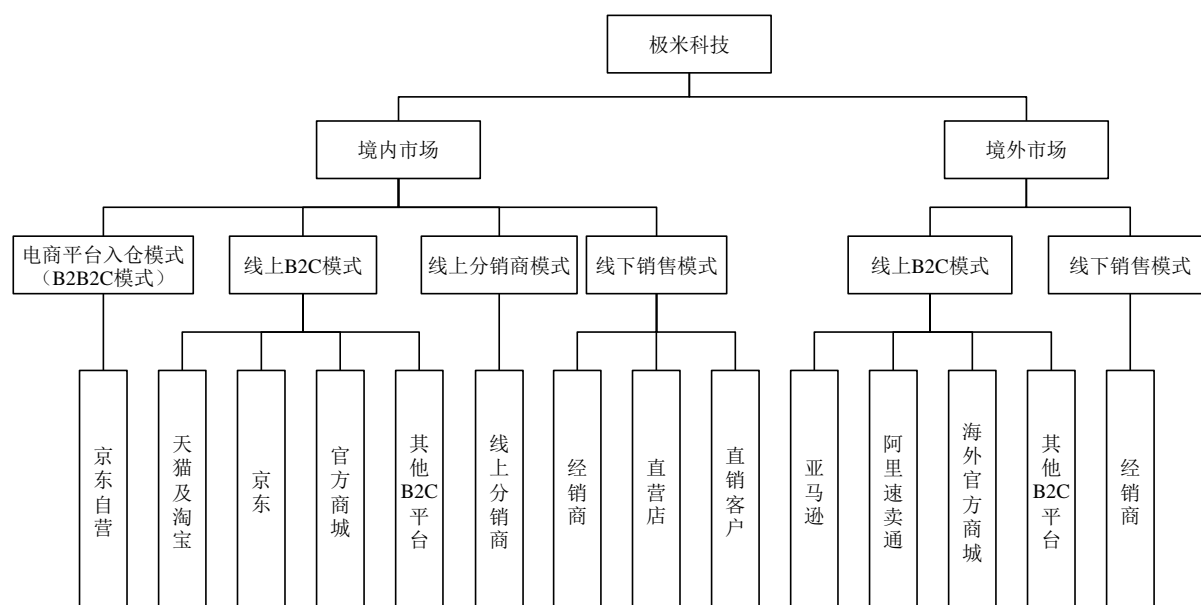 极米科技
境内市场
境外市场
电商平台入仓模式
（B2B2C模式）
线上B2C模式
线上分销商模式
线下销售模式
线上B2C模式
线下销售模式
京东自营
天猫及淘宝
京东
官方商城
其他B2C平台
线上分销商
经销商
直营店
直销客户
亚马逊
阿里速卖通
海外官方商城
其他B2C平台
经销商